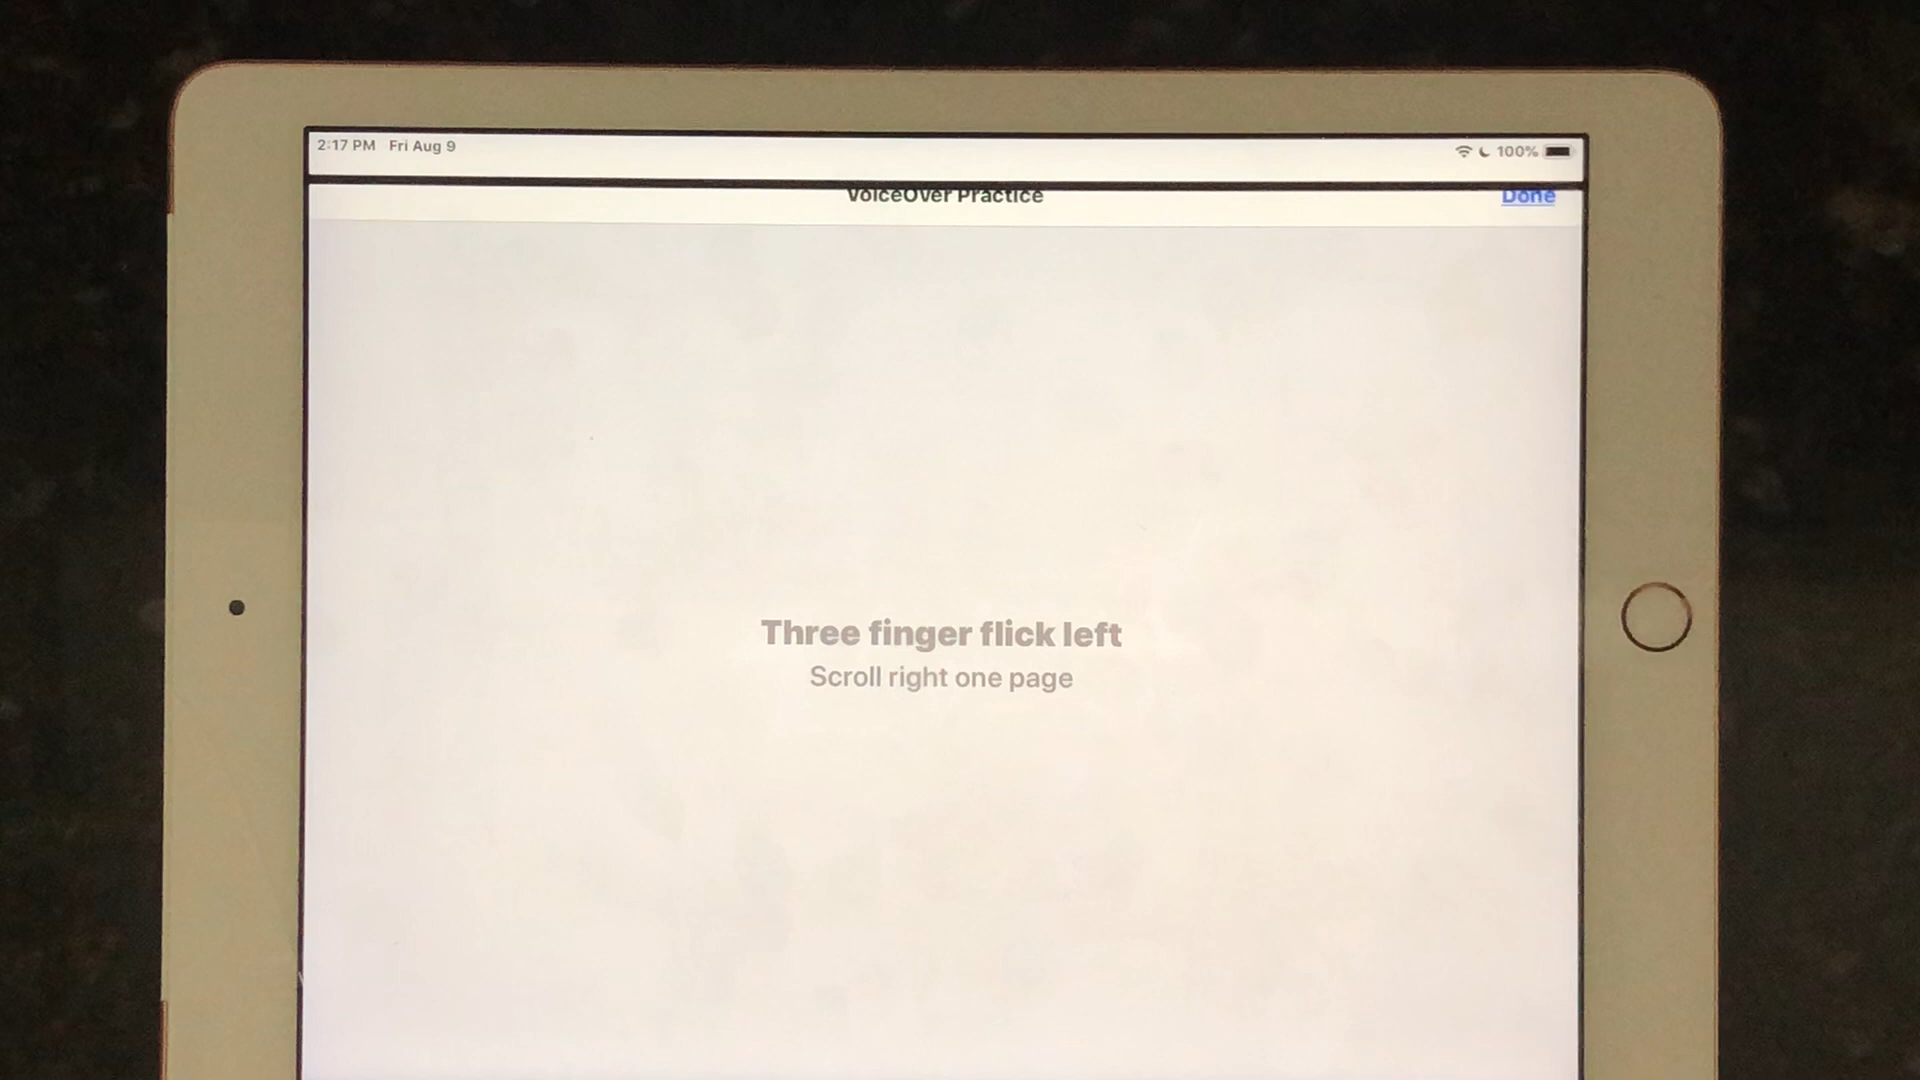 2:17 PM Fri Aug 9
100%
VoiceOver Practice
Done
Three finger flick left
Scroll right one page